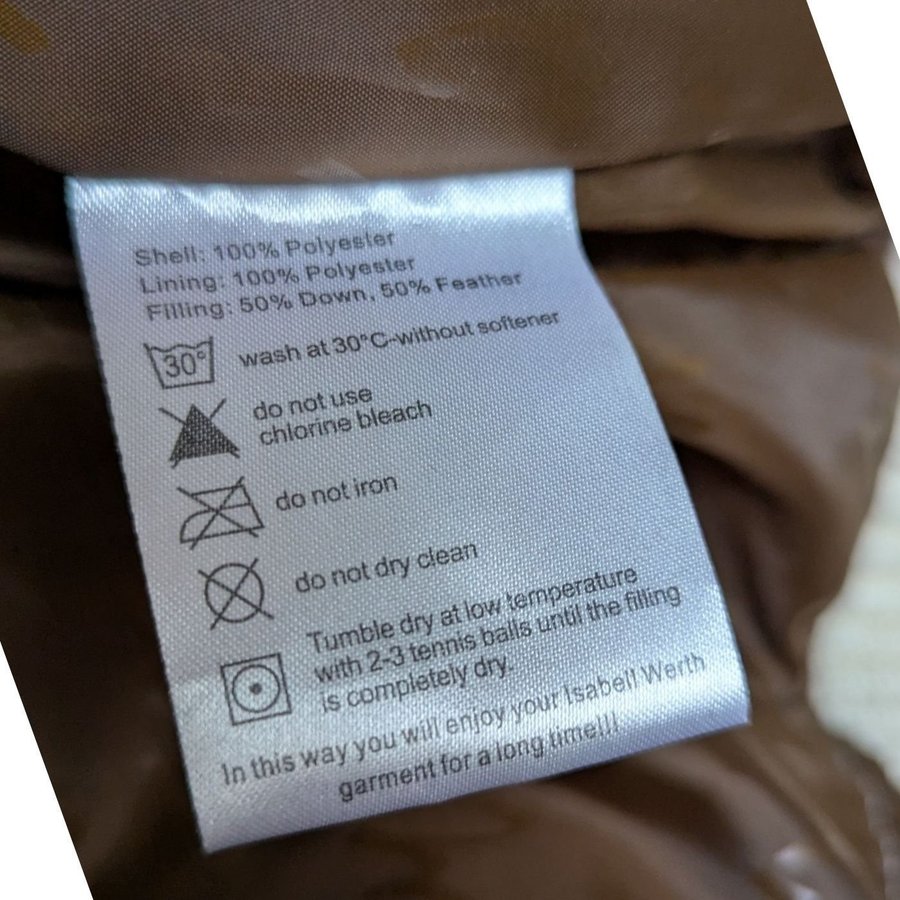 Shell: 100% Polyester
Lining: 100% Polyester
Filling: 50% Down, 50% Feather
30° wash at 30°C-without softener
do not use
chlorine bleach
do not iron
do not dry clean
Tumble dry at low temperature
with 2-3 tennis balls until the filling
is completely dry.
In this way you will enjoy your Isabell Werth
garment for a long time!!!